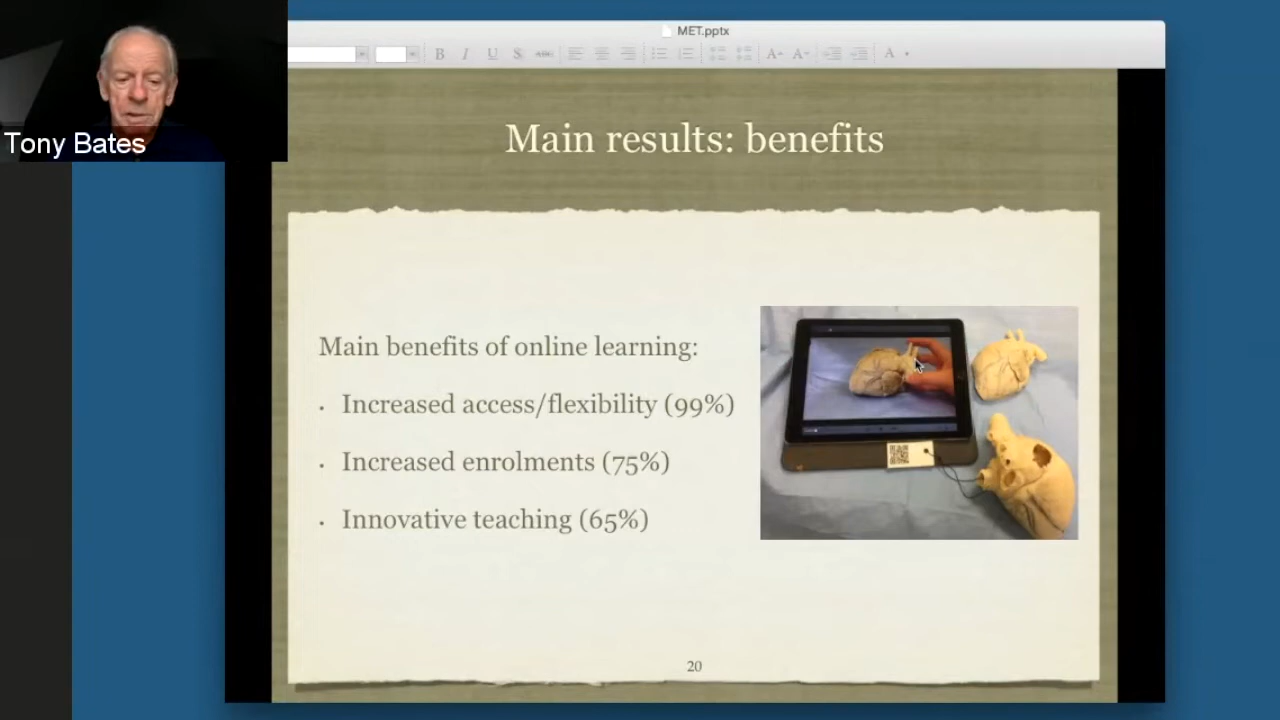 MET.pptx
B I U S ABC A A A
Tony Bates
Main results: benefits
Main benefits of online learning:
· Increased access/flexibility (99%)
· Increased enrolments (75%)
· Innovative teaching (65%)
20